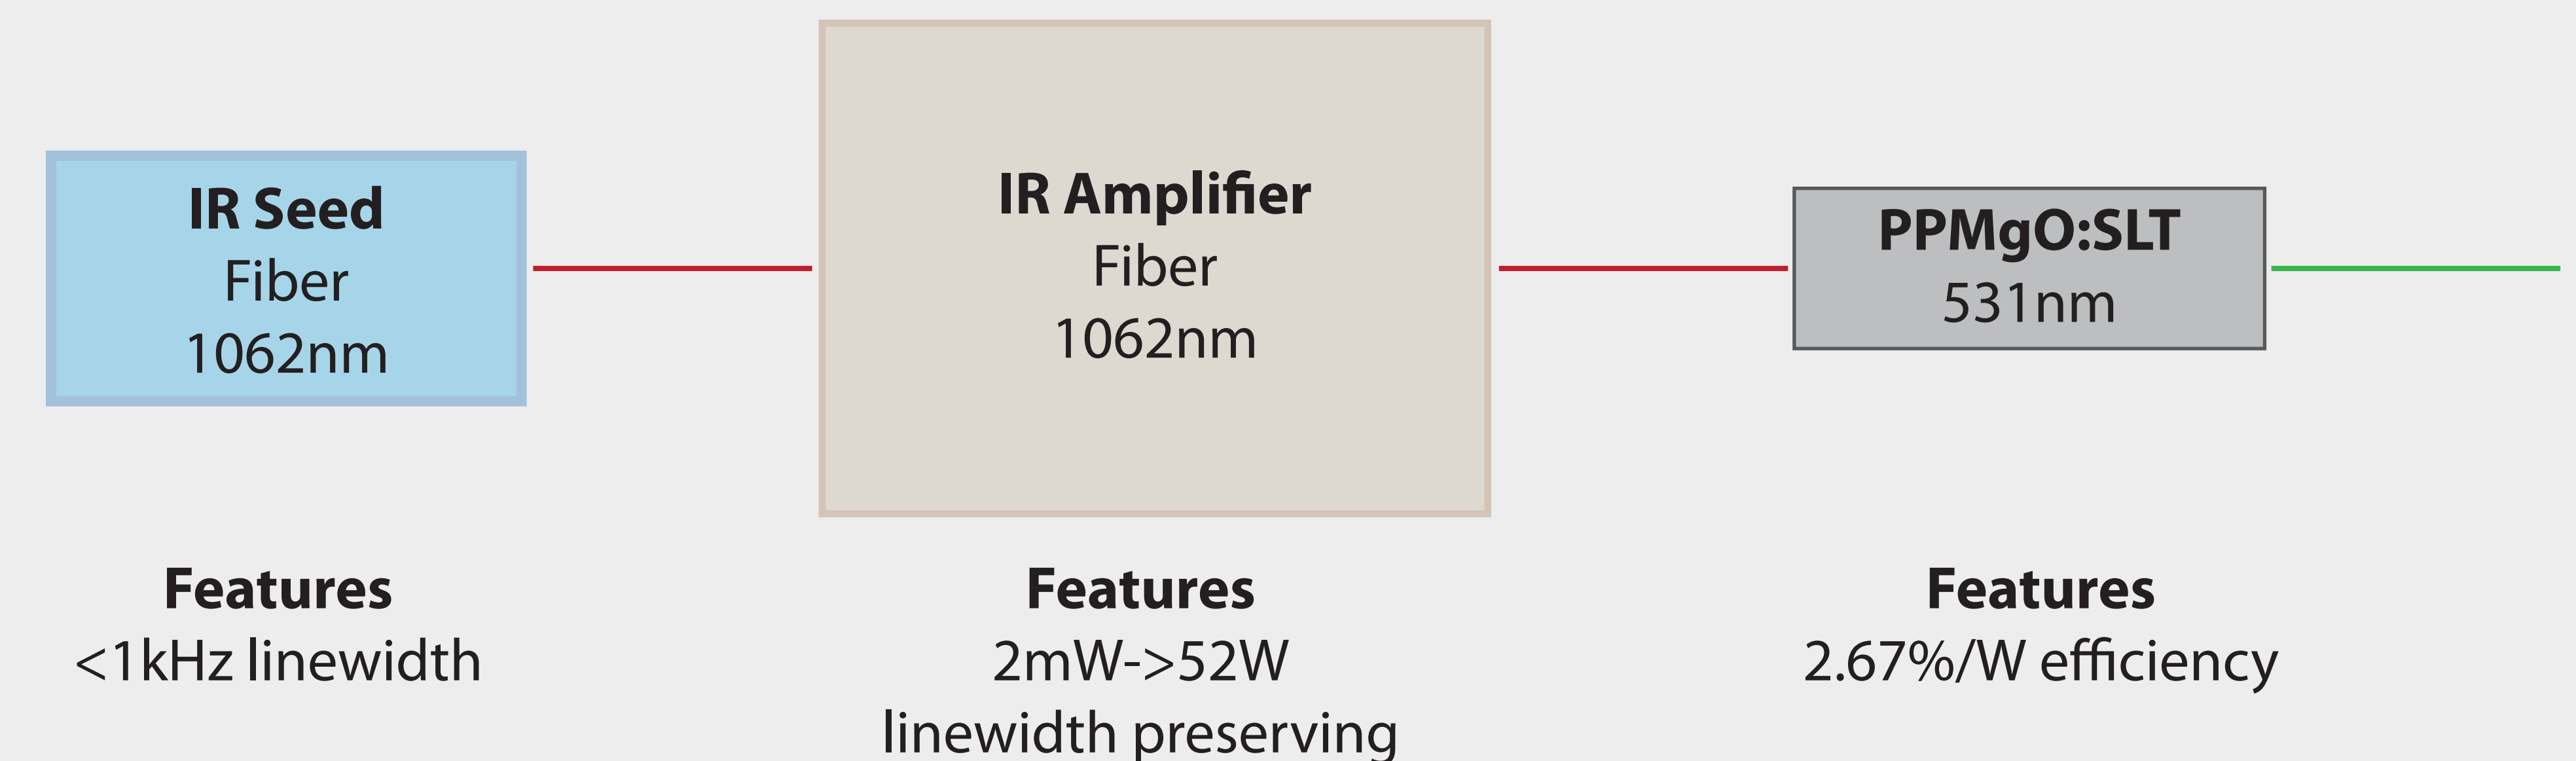 IR Seed
Fiber
1062nm
IR Amplifier
Fiber
1062nm
PPMgO:SLT
531nm
Features
<1kHz linewidth
Features
2mW->52W
linewidth preserving
Features
2.67%/W efficiency